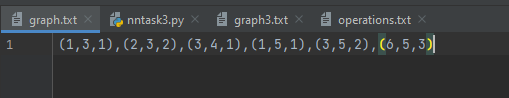 graph.txt nntask3.py graph3.txt operations.txt
1 (1,3,1),(2,3,2),(3,4,1),(1,5,1),(3,5,2),(6,5,3)